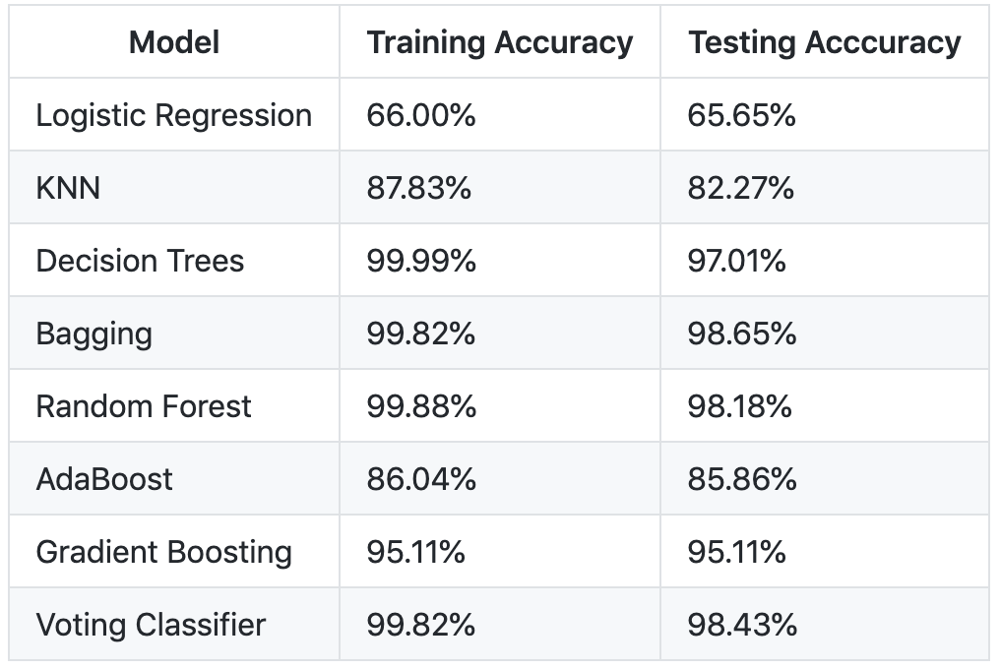 Model Training Accuracy Testing Acccuracy
Logistic Regression 66.00% 65.65%
KNN 87.83% 82.27%
Decision Trees 99.99% 97.01%
Bagging 99.82% 98.65%
Random Forest 99.88% 98.18%
AdaBoost 86.04% 85.86%
Gradient Boosting 95.11% 95.11%
Voting Classifier 99.82% 98.43%